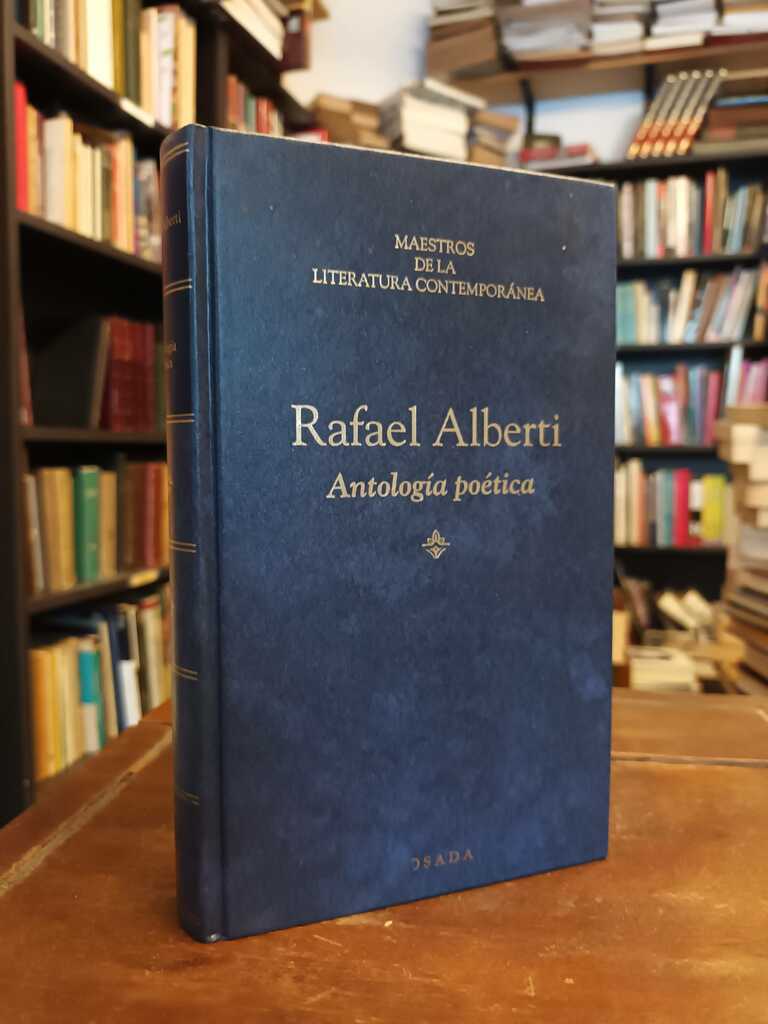 MAESTROS
DE LA
LITERATURA CONTEMPORÁNEA
Rafael Alberti
Antología poética
OSADA